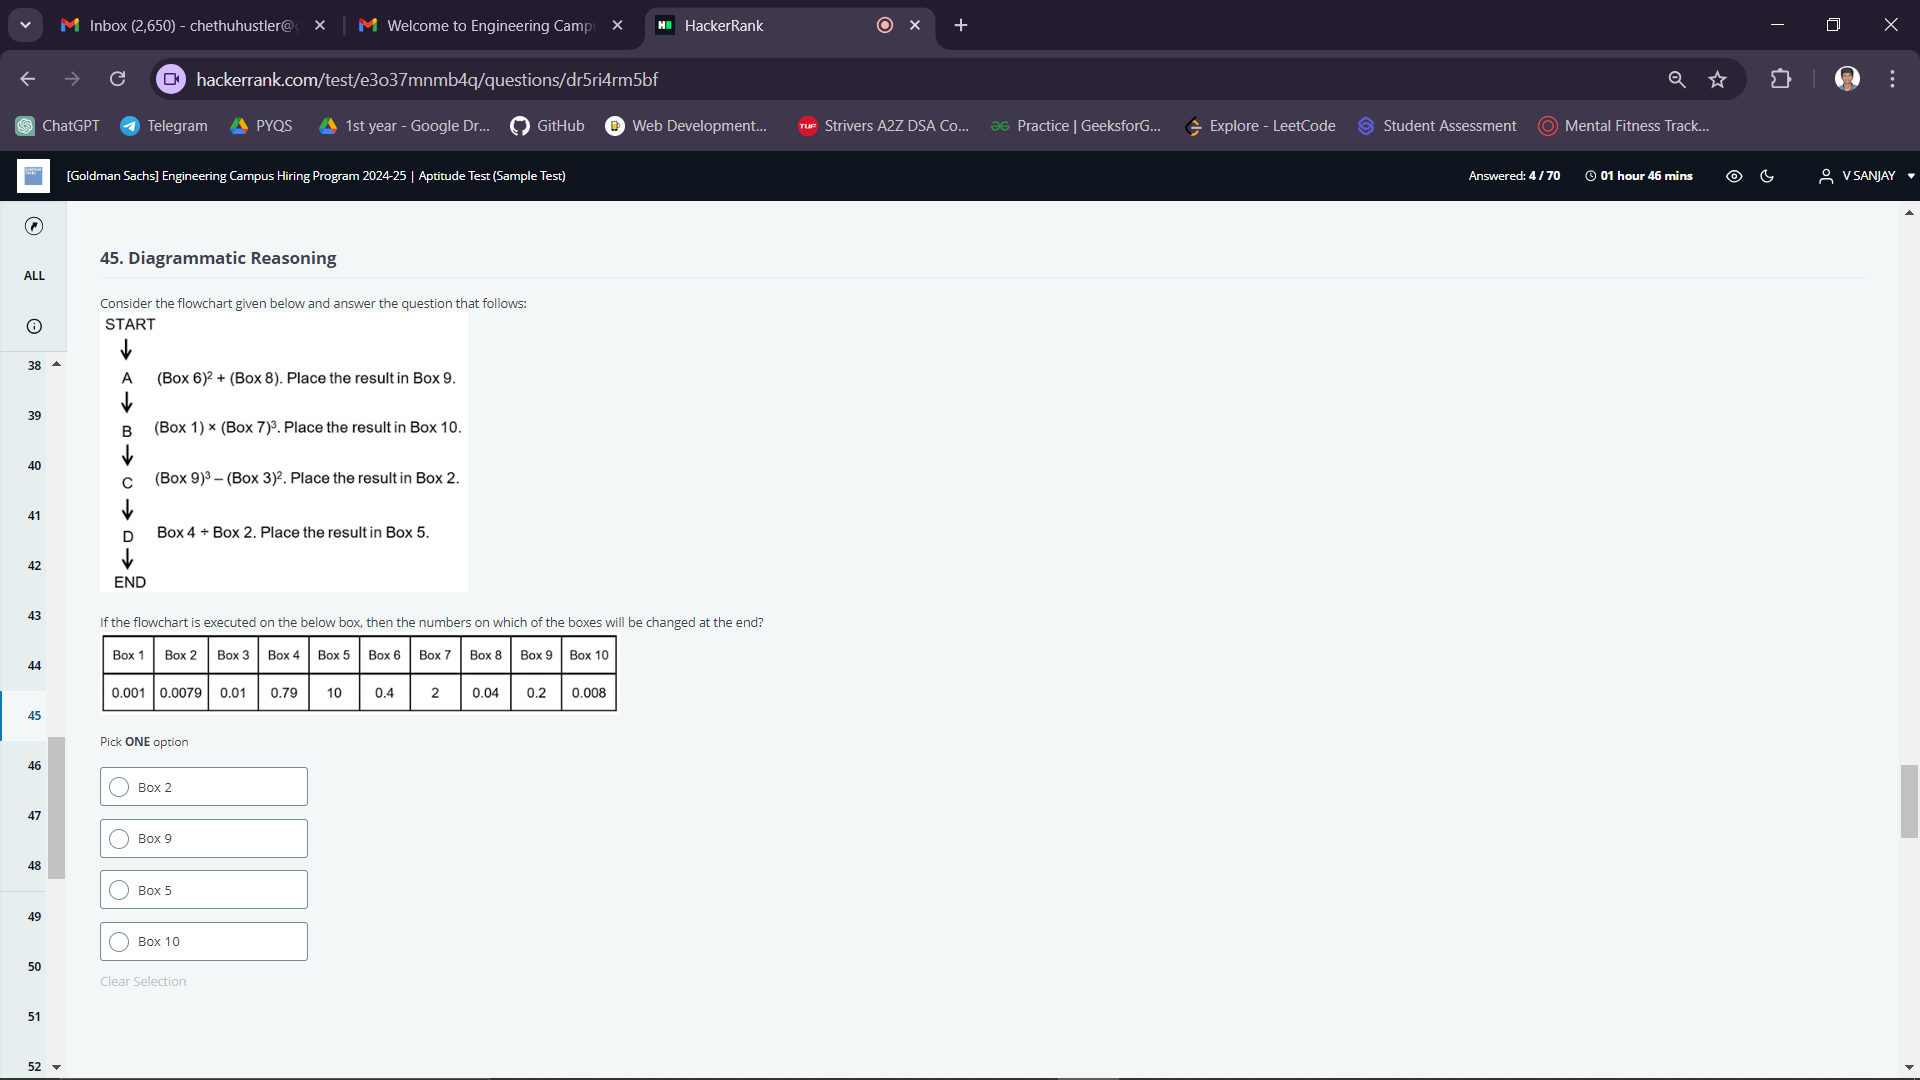 Inbox (2,650) - chethuhustler@g
Welcome to Engineering Camp
HackerRank
hackerrank.com/test/e3o37mnmb4q/questions/dr5ri4rm5bf
ChatGPT
Telegram
PYQS
1st year - Google Dr...
GitHub
Web Development...
TUF
Strivers A2Z DSA Co...
Practice | GeeksforG...
Explore - LeetCode
Student Assessment
Mental Fitness Track...
[Goldman Sachs] Engineering Campus Hiring Program 2024-25 | Aptitude Test (Sample Test)
Answered: 4 / 70
01 hour 46 mins
V SANJAY
ALL
38
39
40
41
42
43
44
45
46
47
48
49
50
51
52
45. Diagrammatic Reasoning
Consider the flowchart given below and answer the question that follows:
START
A (Box 6)² + (Box 8). Place the result in Box 9.
B (Box 1) × (Box 7)³. Place the result in Box 10.
C (Box 9)³ – (Box 3)². Place the result in Box 2.
D Box 4 ÷ Box 2. Place the result in Box 5.
END
If the flowchart is executed on the below box, then the numbers on which of the boxes will be changed at the end?
Box 1 Box 2 Box 3 Box 4 Box 5 Box 6 Box 7 Box 8 Box 9 Box 10
0.001 0.0079 0.01 0.79 10 0.4 2 0.04 0.2 0.008
Pick ONE option
Box 2
Box 9
Box 5
Box 10
Clear Selection